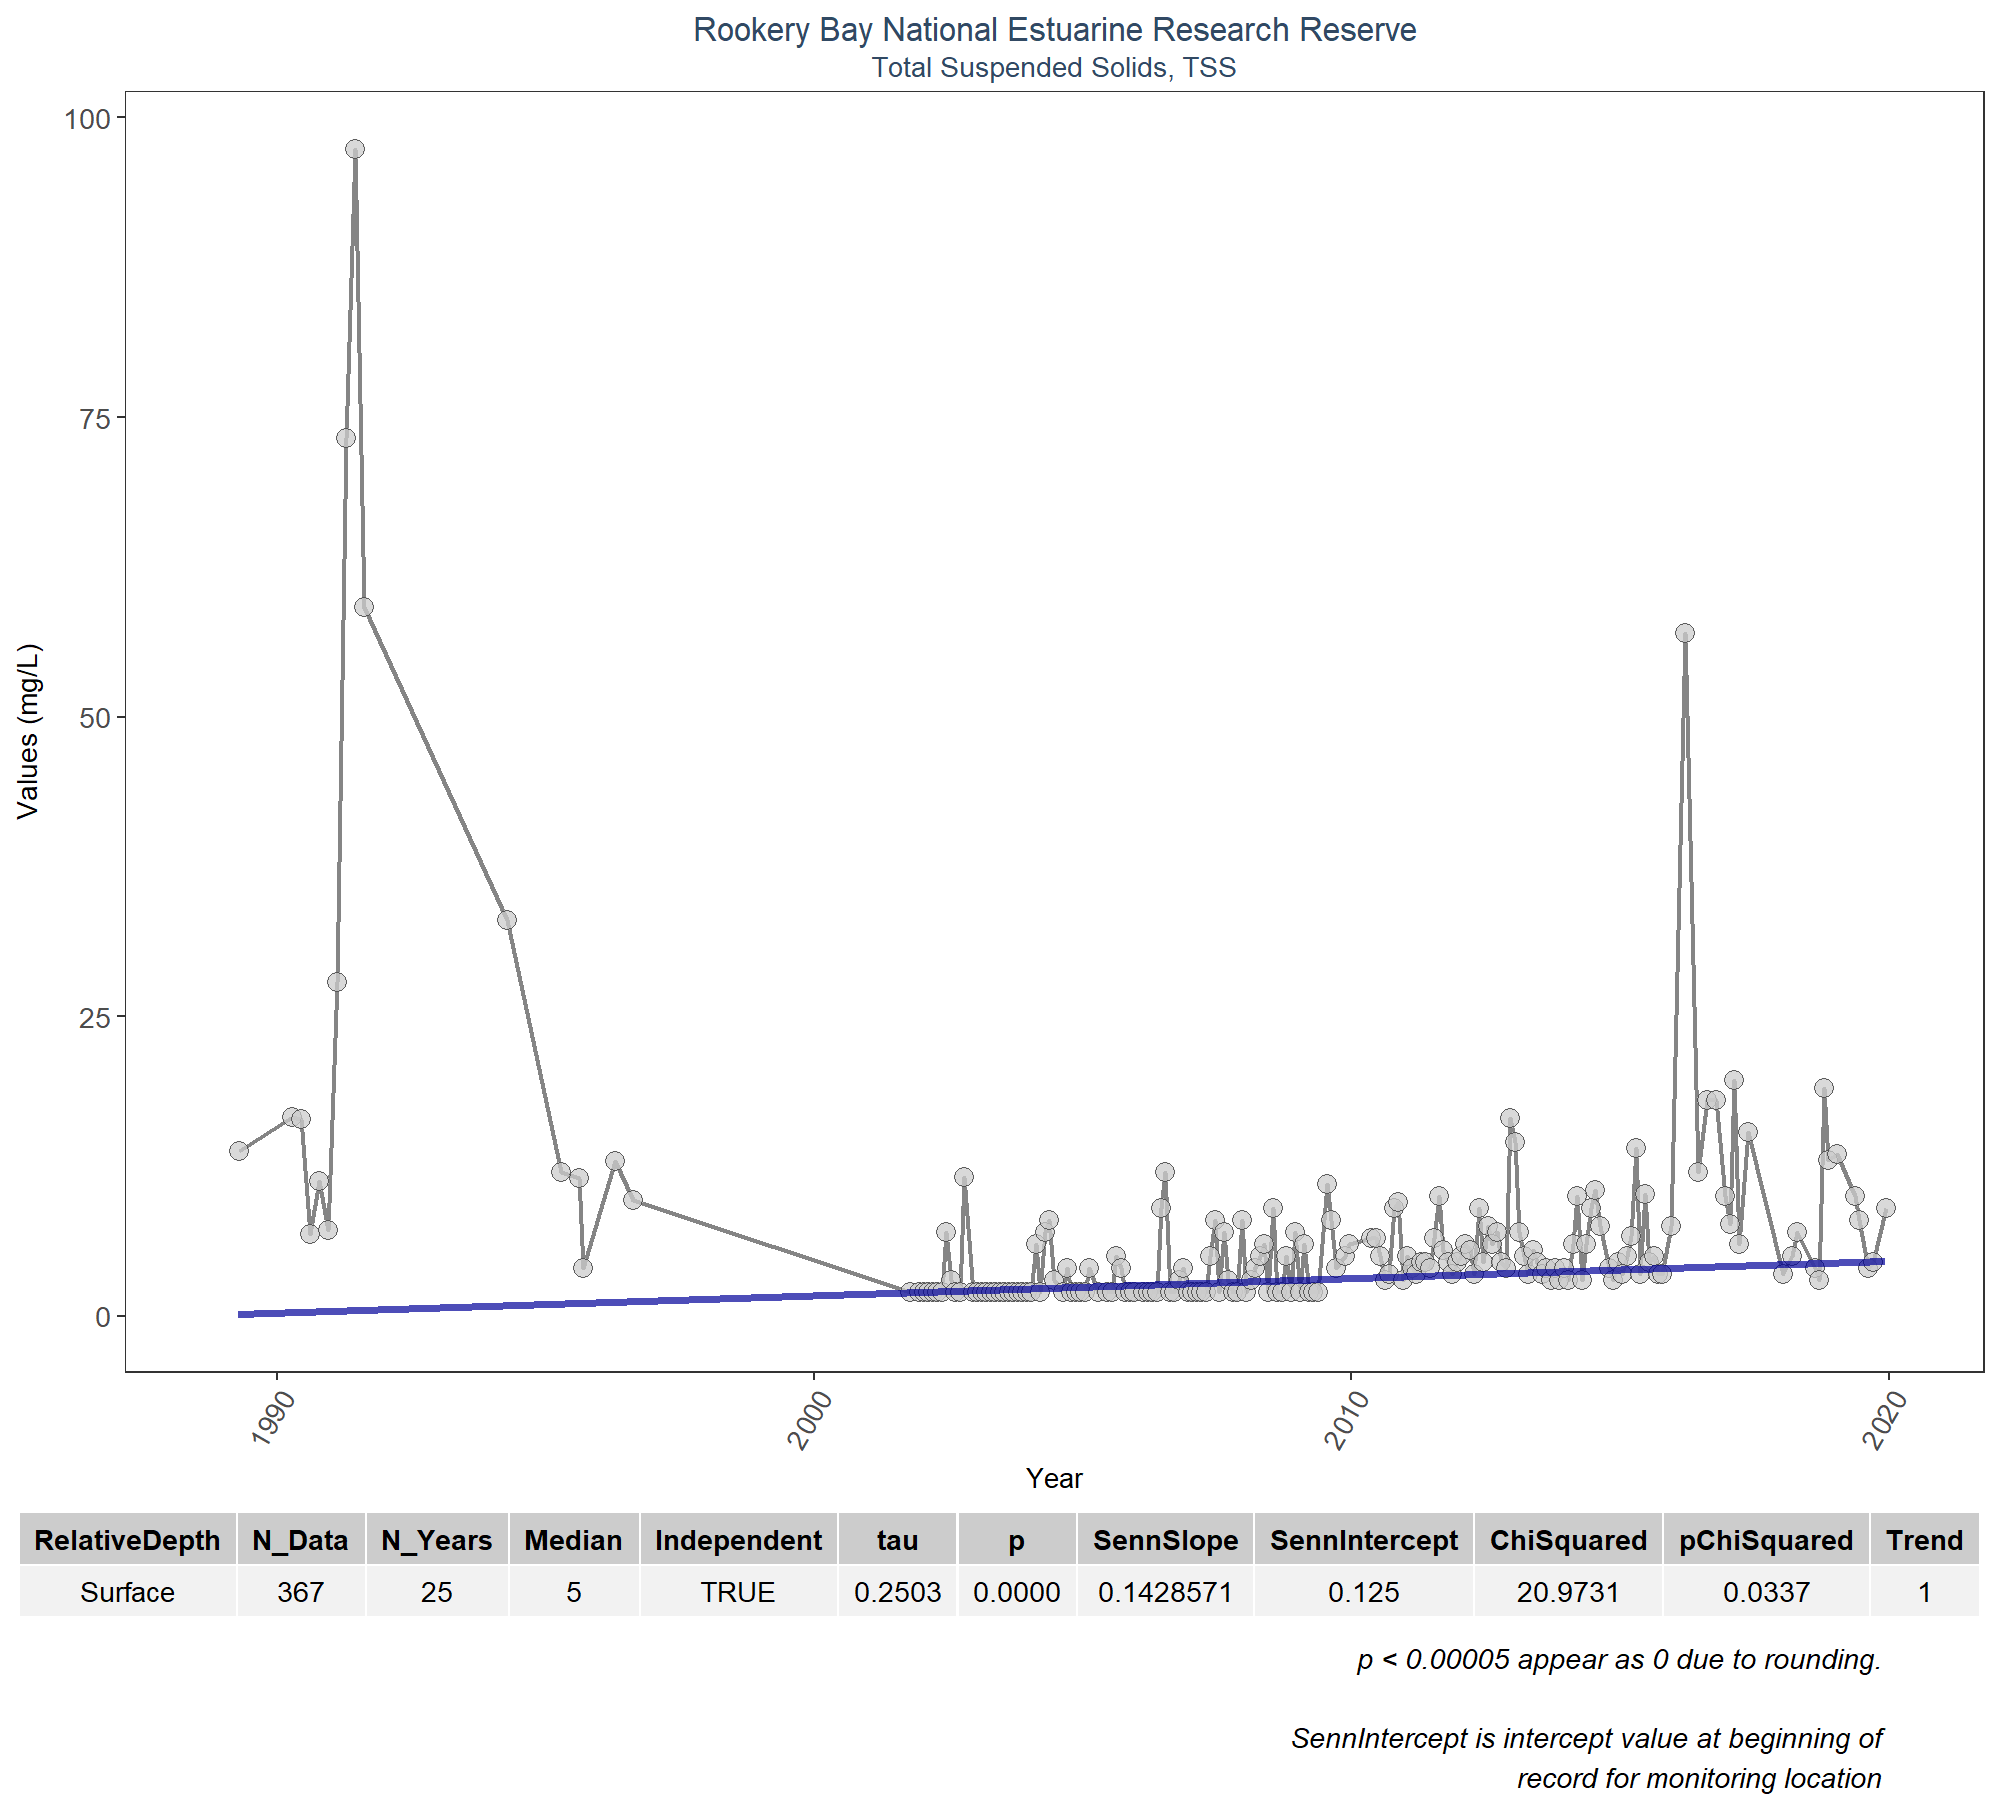 Rookery Bay National Estuarine Research Reserve
Total Suspended Solids, TSS
100
75
50
25
0
Values (mg/L)
1990 2000 2010 2020
Year
RelativeDepth N_Data N_Years Median Independent tau p SennSlope SennIntercept ChiSquared pChiSquared Trend
Surface 367 25 5 TRUE 0.2503 0.0000 0.1428571 0.125 20.9731 0.0337 1
p < 0.00005 appear as 0 due to rounding.
SennIntercept is intercept value at beginning of
record for monitoring location